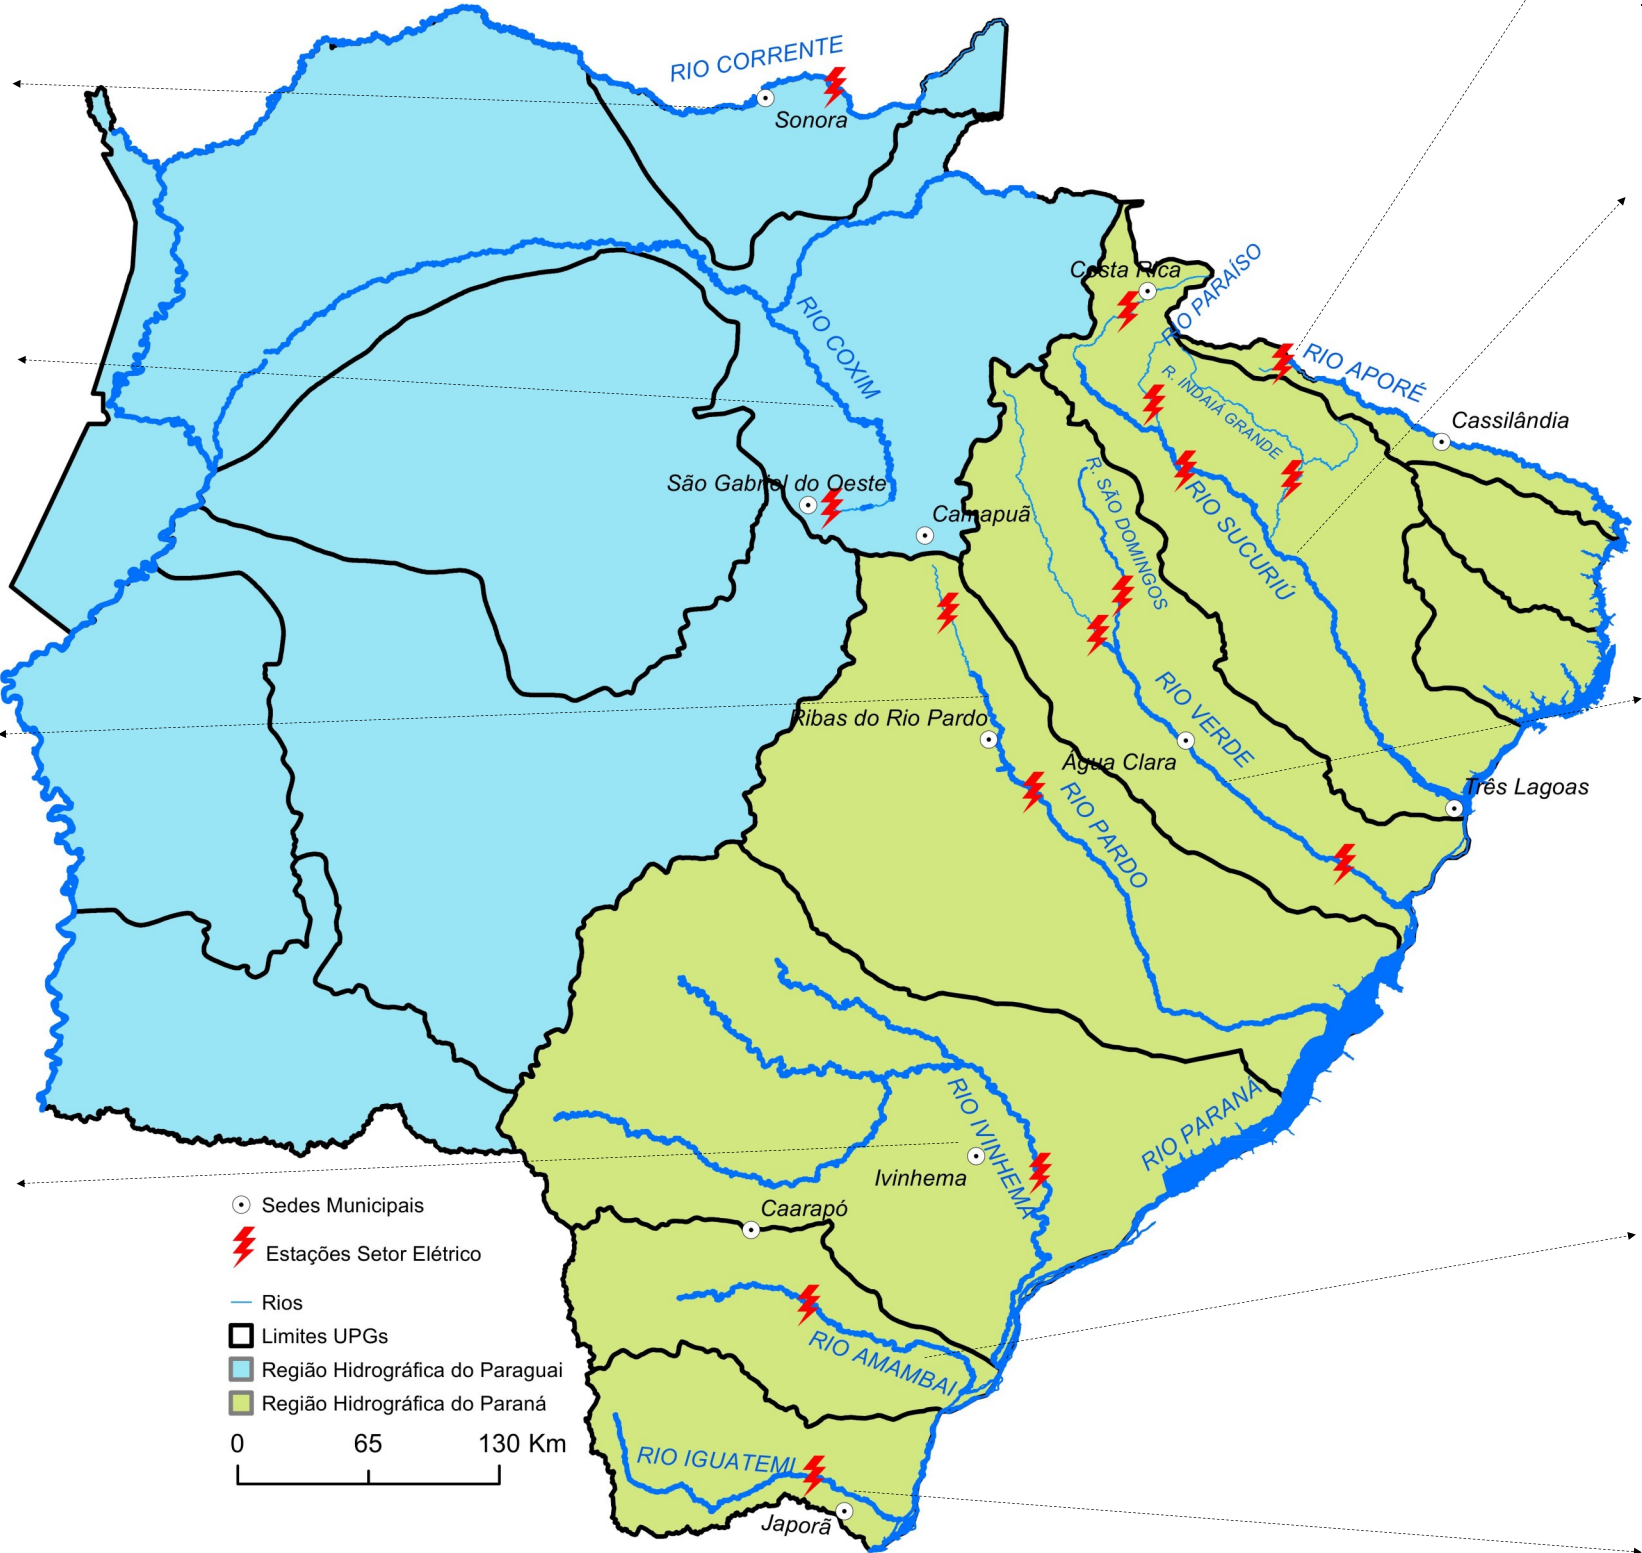 RIO CORRENTE
Sonora
Costa Rica
RIO PARAÍSO
RIO COXIM
RIO APORÉ
R. INDAIÁ GRANDE
Cassilândia
São Gabriel do Oeste
Camapuã
R. SÃO DOMINGOS
RIO SUCURIÚ
Ribas do Rio Pardo
RIO VERDE
Água Clara
Três Lagoas
RIO PARDO
RIO IVINHEMA
RIO PARANÁ
Ivinhema
Caarapó
Sedes Municipais
Estações Setor Elétrico
Rios
Limites UPGs
Região Hidrográfica do Paraguai
Região Hidrográfica do Paraná
0 65 130 Km
RIO AMAMBAI
RIO IGUATEMI
Japorã